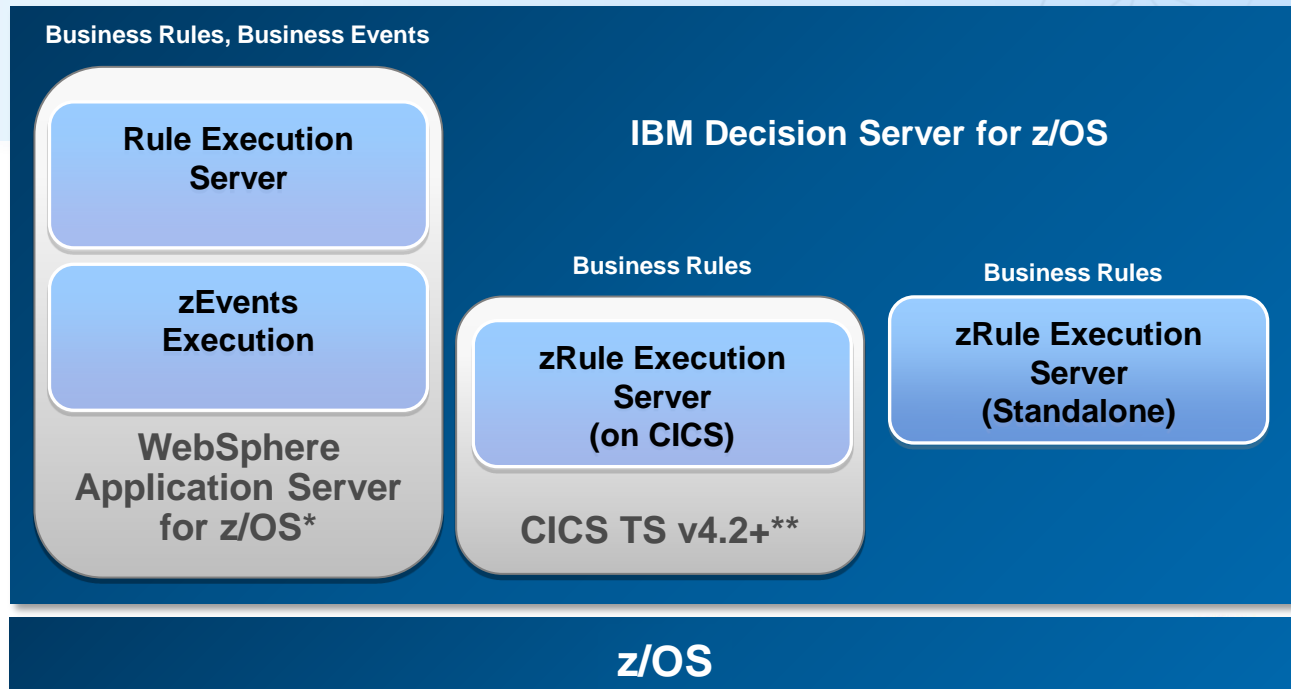 Business Rules, Business Events
Rule Execution
Server
zEvents
Execution
WebSphere
Application Server
for z/OS*
IBM Decision Server for z/OS
Business Rules
zRule Execution
Server
(on CICS)
CICS TS v4.2+**
Business Rules
zRule Execution
Server
(Standalone)
z/OS